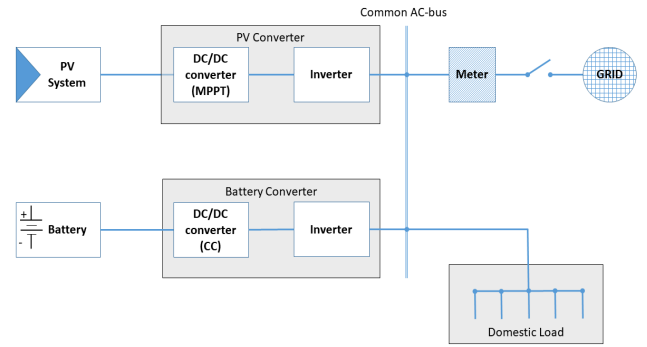 Common AC-bus
PV Converter
PV
System
DC/DC
converter
(MPPT)
Inverter
Meter
GRID
Battery Converter
+
-
Battery
DC/DC
converter
(CC)
Inverter
Domestic Load